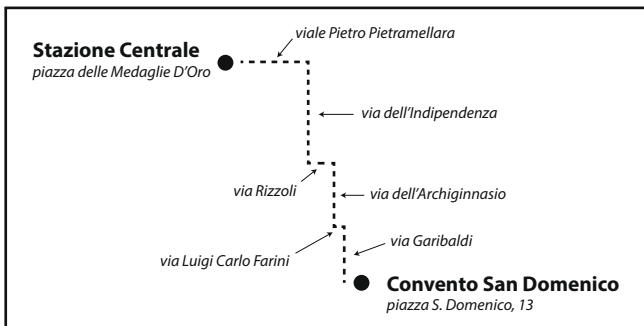 viale Pietro Pietramellara
Stazione Centrale
piazza delle Medaglie D’Oro
via dell’Indipendenza
via Rizzoli
via dell’Archiginnasio
via Garibaldi
via Luigi Carlo Farini
Convento San Domenico
piazza S. Domenico, 13